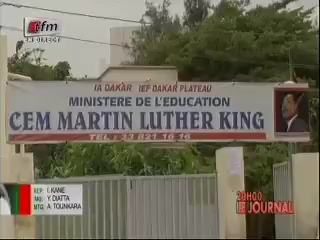 tfm
IA DAKAR IEF DAKAR PLATEAU
MINISTERE DE L'EDUCATION
CEM MARTIN LUTHER KING
TEL : 33 821 16 16
REP: I. KANE
Y. DIATTA
MTG: A. TOUNKARA
20H00
LE JOURNAL